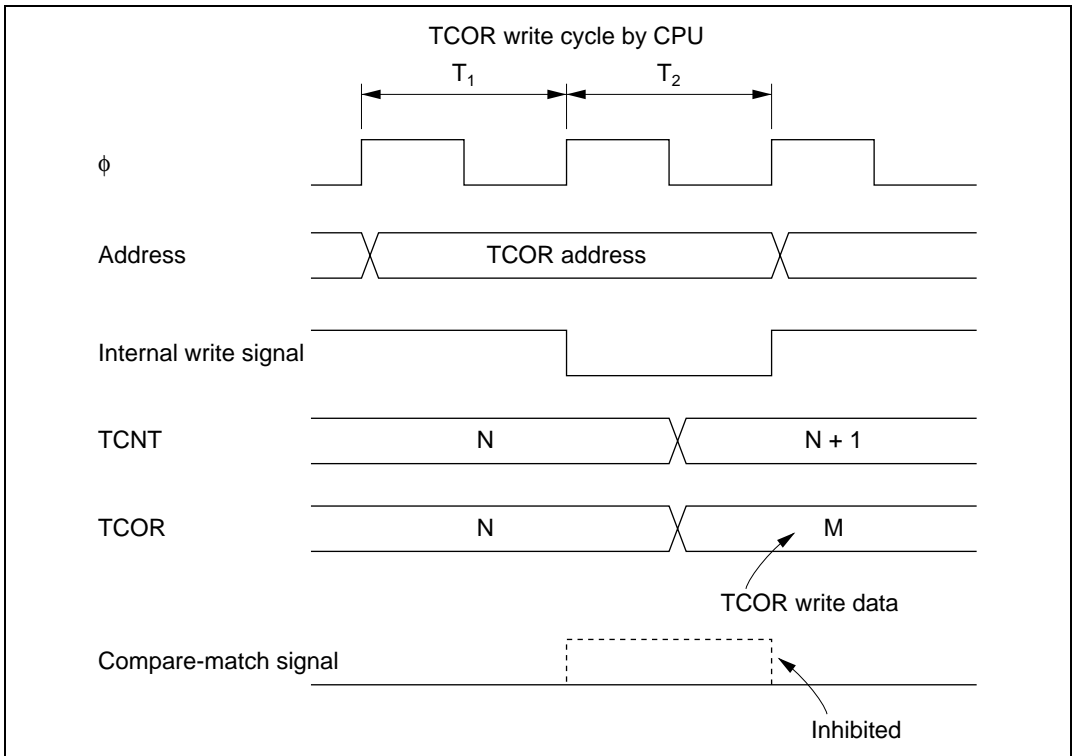 TCOR write cycle by CPU
T₁ T₂
ϕ
Address TCOR address
Internal write signal
TCNT N N + 1
TCOR N M
TCOR write data
Compare-match signal
Inhibited